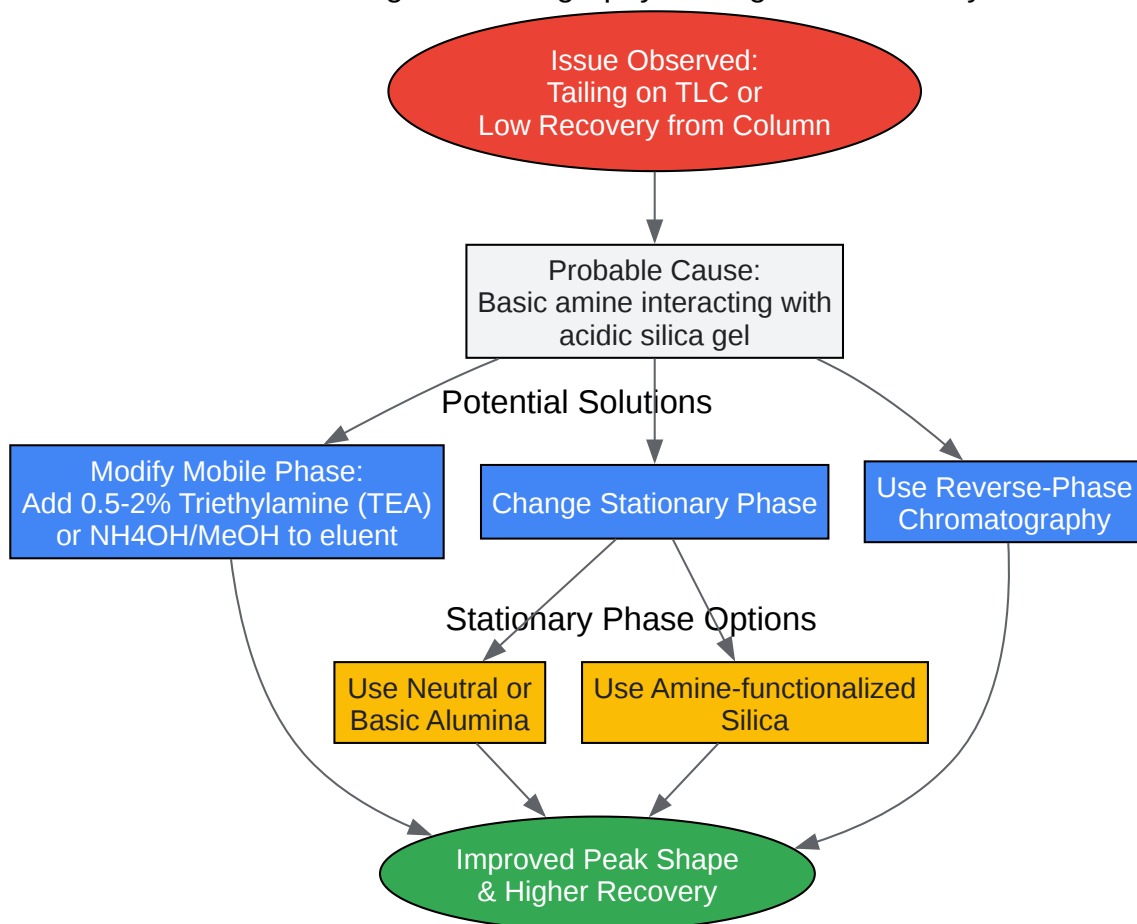 Issue Observed:
Tailing on TLC or
Low Recovery from Column
Probable Cause:
Basic amine interacting with
acidic silica gel
Potential Solutions
Modify Mobile Phase:
Add 0.5-2% Triethylamine (TEA)
or NH4OH/MeOH to eluent
Change Stationary Phase
Use Reverse-Phase
Chromatography
Stationary Phase Options
Use Neutral or
Basic Alumina
Use Amine-functionalized
Silica
Improved Peak Shape
& Higher Recovery